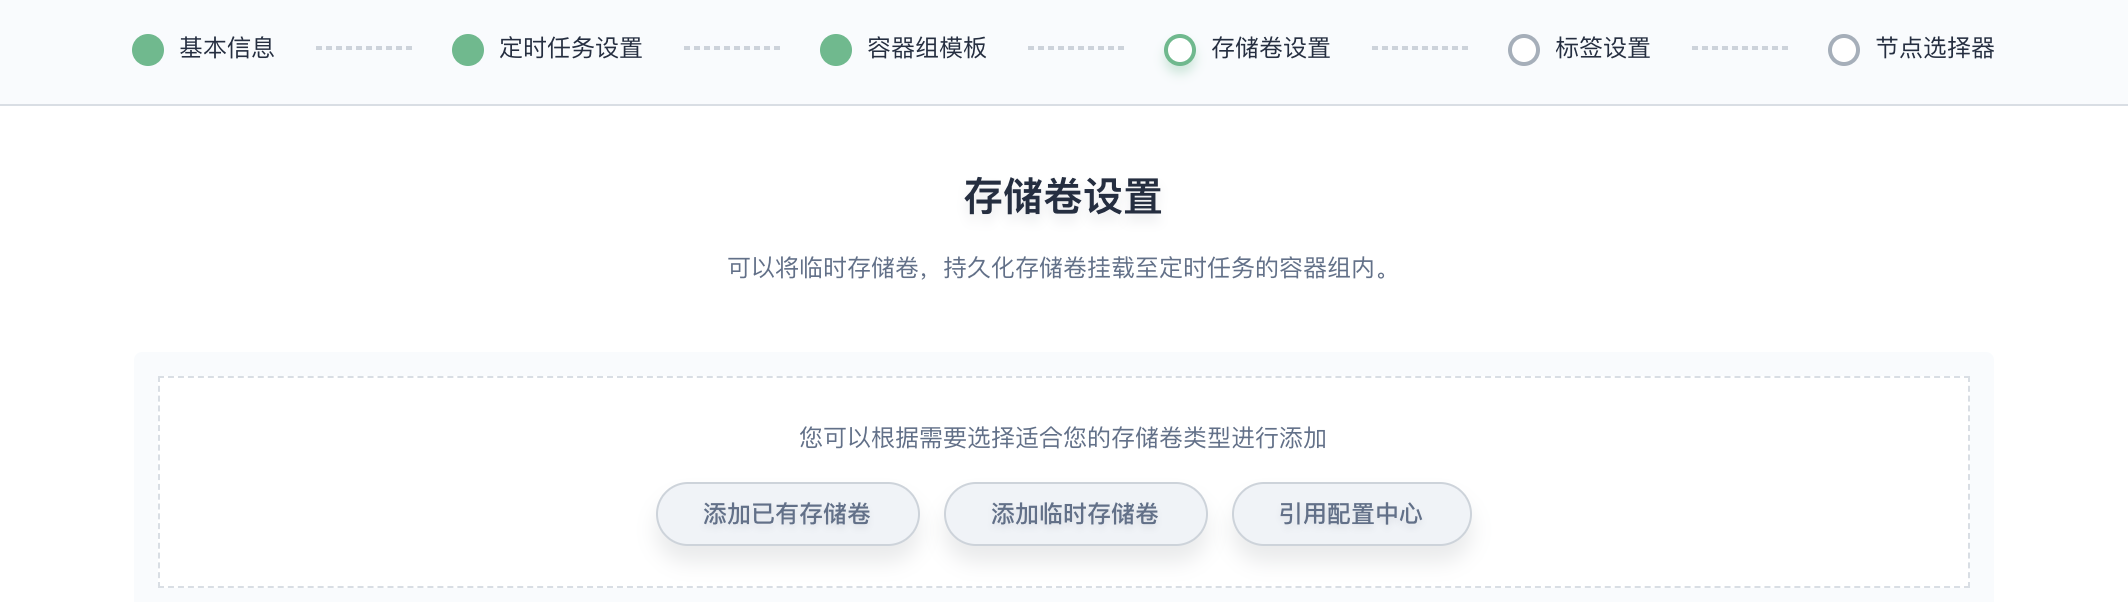 基本信息 定时任务设置 容器组模板 存储卷设置 标签设置 节点选择器
存储卷设置
可以将临时存储卷，持久化存储卷挂载至定时任务的容器组内。
您可以根据需要选择适合您的存储卷类型进行添加
添加已有存储卷 添加临时存储卷 引用配置中心